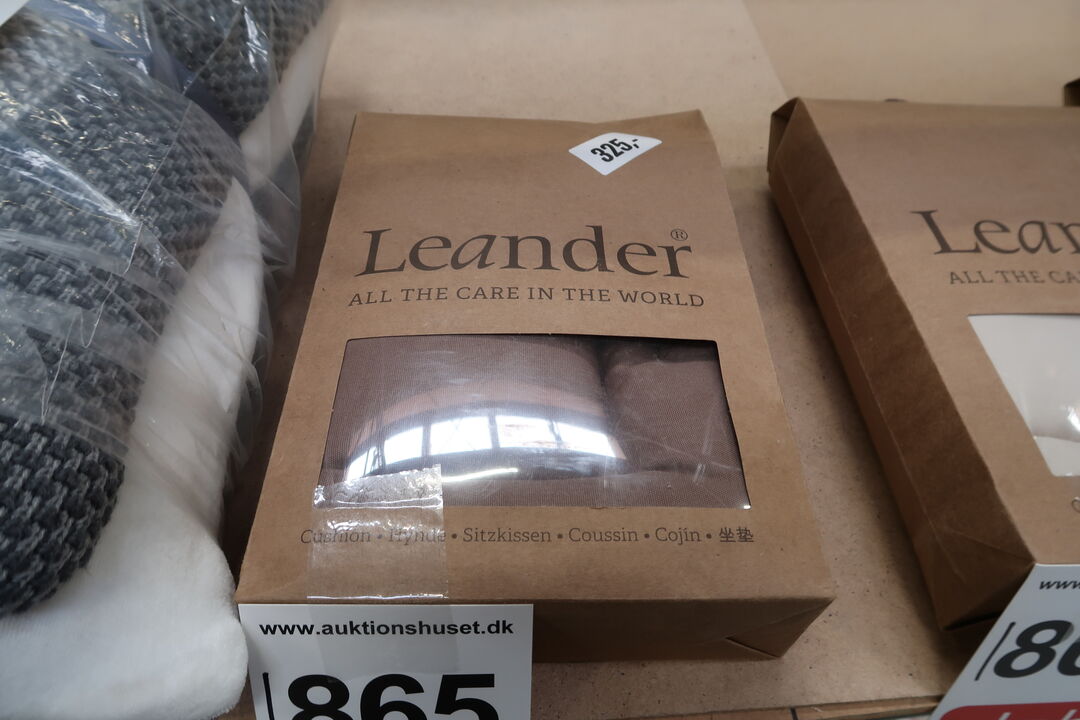 325,-
Leander®
ALL THE CARE IN THE WORLD
Cushion • Hynde • Sitzkissen • Coussin • Cojín • 坐垫
www.auktionshuset.dk
865
Lean
ALL THE CA
www.